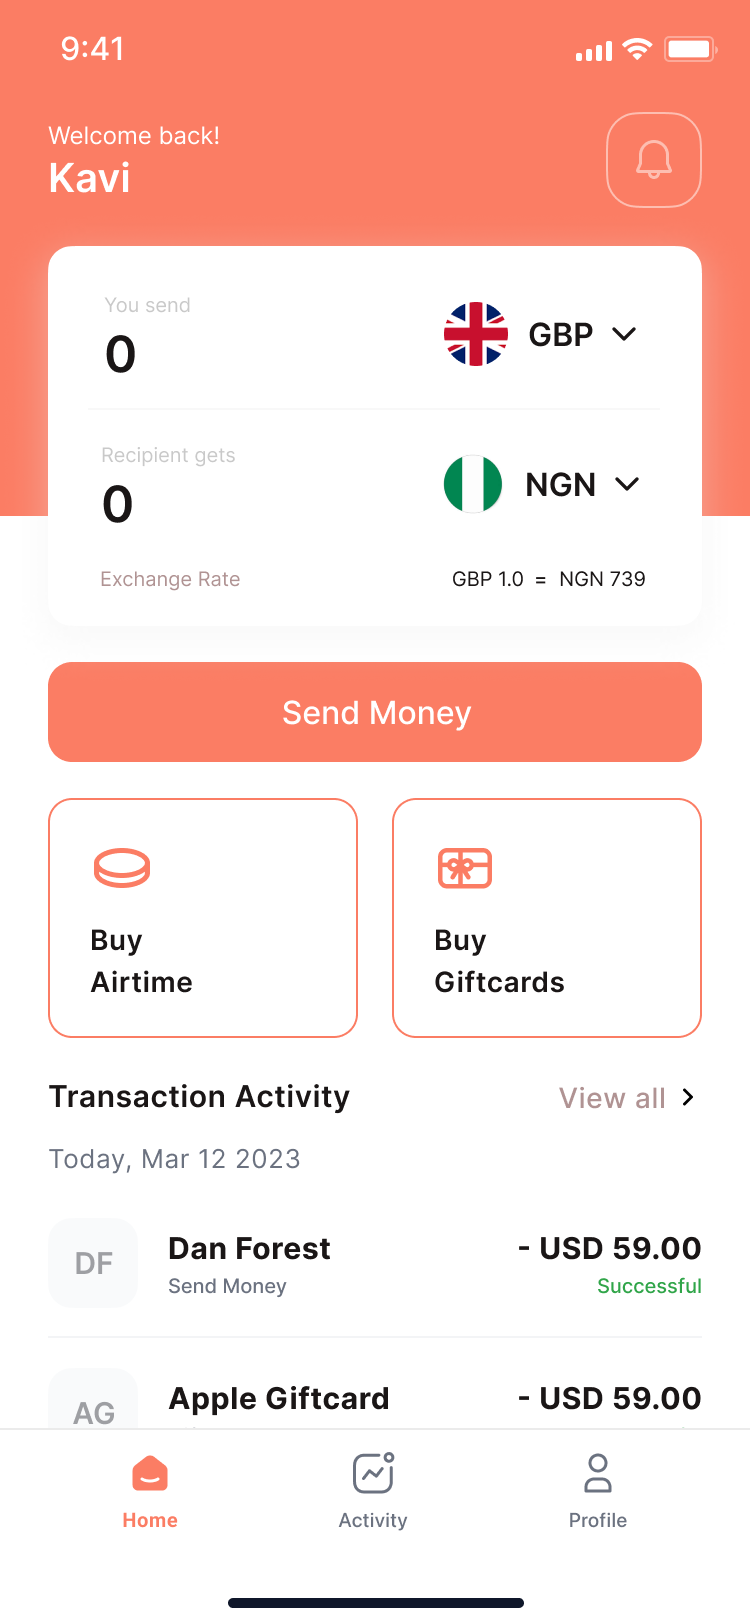 9:41
Welcome back!
Kavi
You send
0
GBP
Recipient gets
0
NGN
Exchange Rate
GBP 1.0 = NGN 739
Send Money
Buy
Airtime
Buy
Giftcards
Transaction Activity
View all
Today, Mar 12 2023
DF
Dan Forest
- USD 59.00
Send Money
Successful
AG
Apple Giftcard
- USD 59.00
Home
Activity
Profile